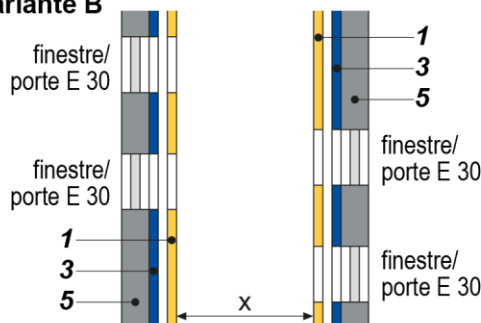 ariante B
finestre/
porte E 30
finestre/
porte E 30
1
3
5
1
3
5
finestre/
porte E 30
finestre/
porte E 30
x